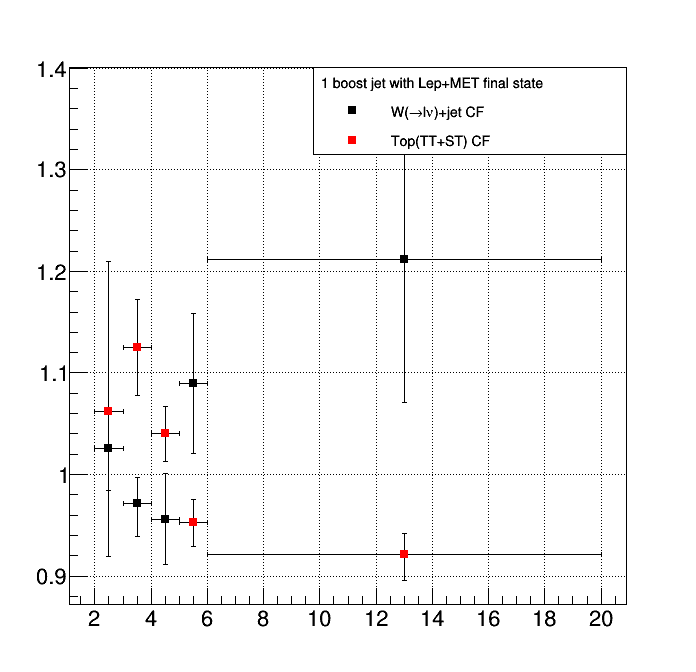 1.4
1 boost jet with Lep+MET final state
W(→lν)+jet CF
Top(TT+ST) CF
1.3
1.2
1.1
1
0.9
2 4 6 8 10 12 14 16 18 20